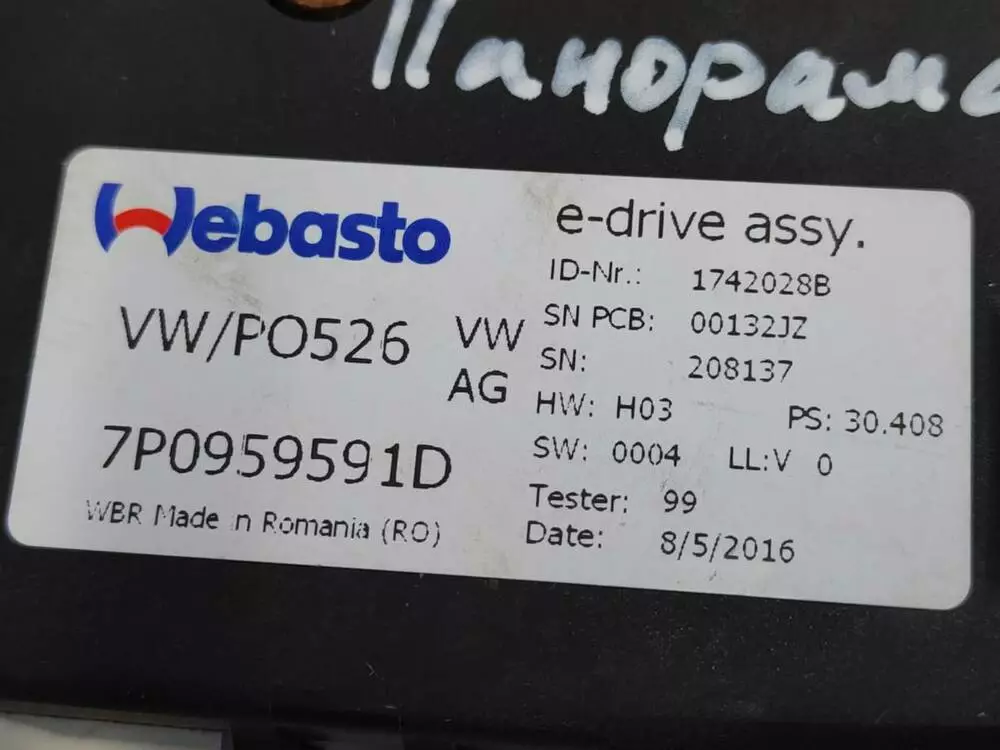 Панорама
Webasto
VW/PO526 VW AG
7P0959591D
WBR Made in Romania (RO)
e-drive assy.
ID-Nr.: 1742028B
SN PCB: 00132JZ
SN: 208137
HW: H03 PS: 30.408
SW: 0004 LL:V 0
Tester: 99
Date: 8/5/2016